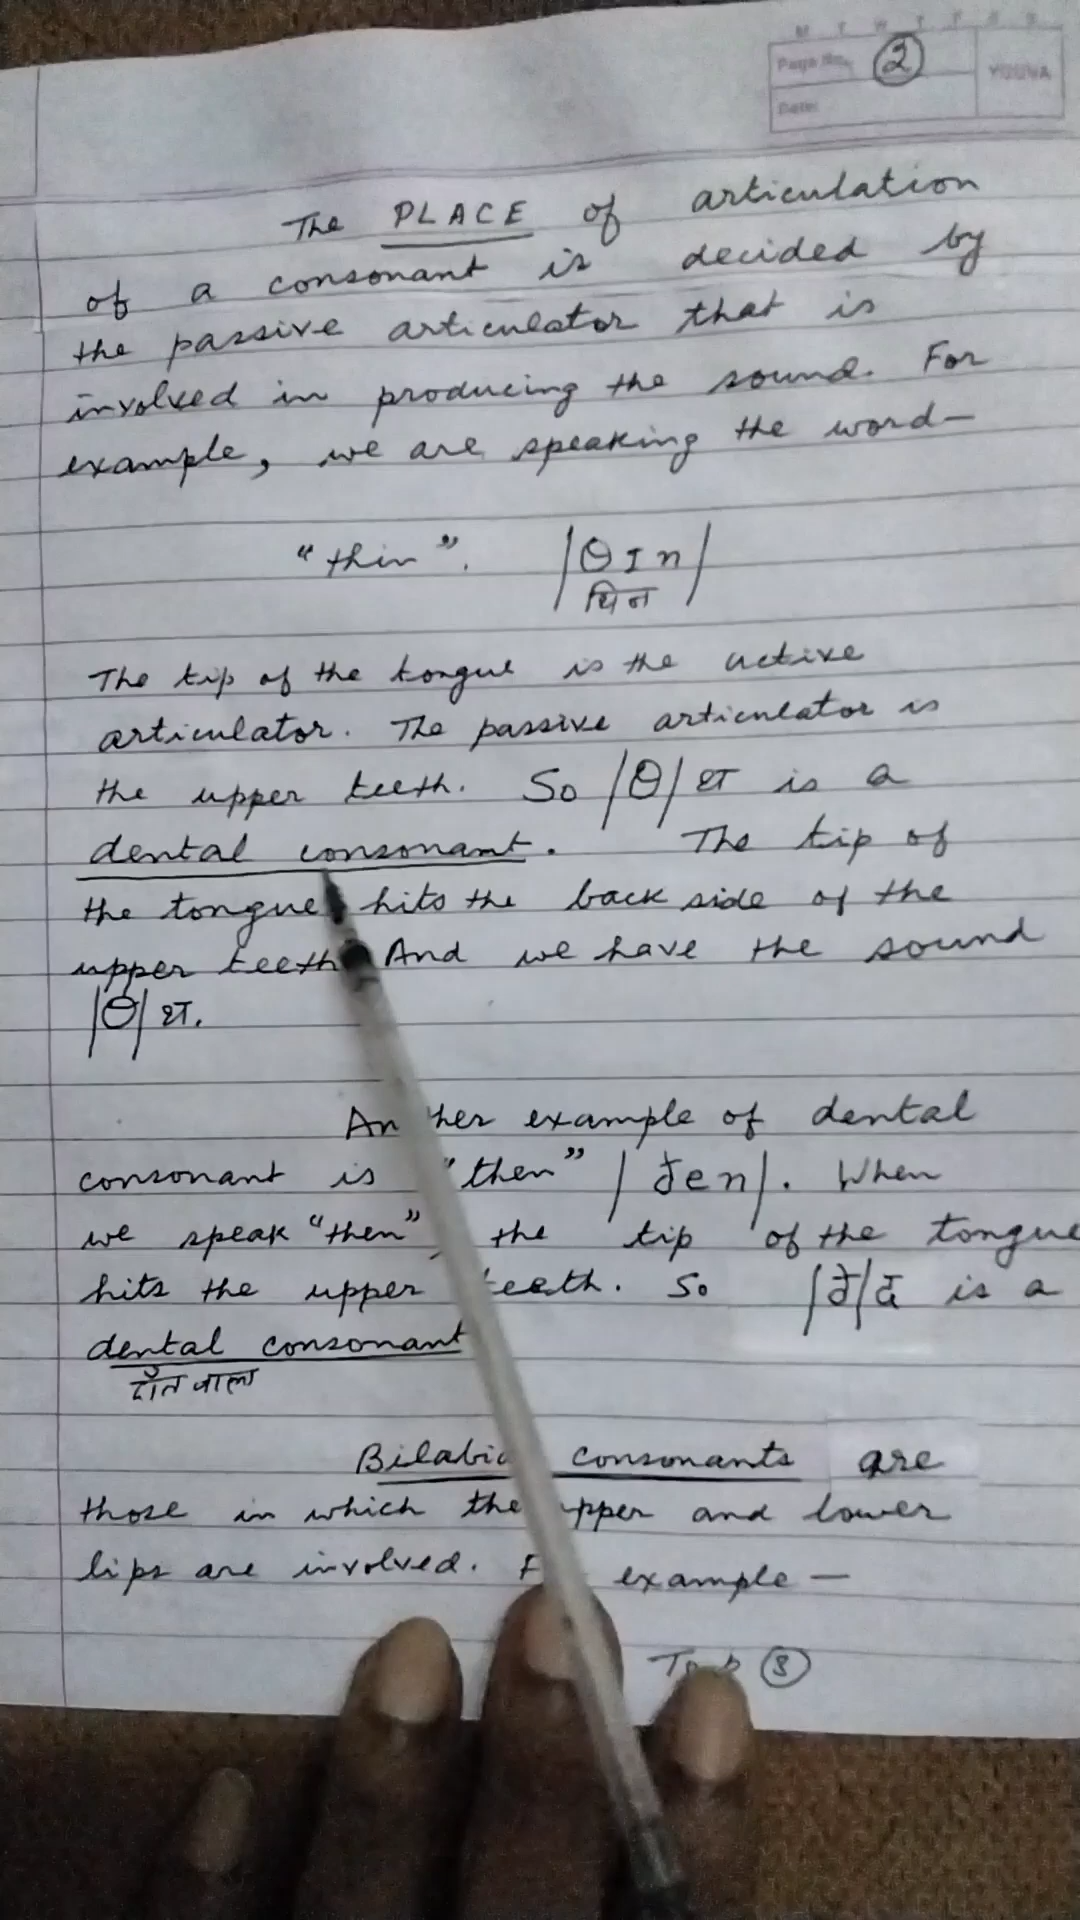 M T W T F S S
Page No. 2
YOUVA
Date:
The PLACE of articulation
of a consonant is decided by
the passive articulator that is
involved in producing the sound. For
example, we are speaking the word—
"thin". /θɪn/
थिन
The tip of the tongue is the active
articulator. The passive articulator is
the upper teeth. So /θ/ थ is a
dental consonant. The tip of
the tongue hits the back side of the
upper teeth And we have the sound
/θ/ थ.
example of dental
consonant is "then" /ðen/. When
we speak "then", the tip of the tongue
hits the upper teeth. So /ð/ द is a
dental consonant
दाँत वाला
consonants are
those in which the upper and lower
lips are involved. example —
3